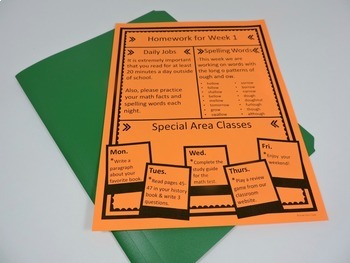 Homework for Week 1
Daily Jobs
It is extremely important
that you read for at least
20 minutes a day outside
of school.
Also, please practice
your math facts and
spelling words each
night.
Spelling Words
This week we are
working on words with
the long o patterns of
ough and ow.
Special Area Classes
Mon.
Write a
paragraph
about your
favorite book.
Tues.
Read pages 45-
47 in your history
book & write 3
questions.
Wed.
Complete the
study guide for
the math test.
Thurs.
Play a review
game from our
classroom
website.
Fri.
Enjoy your
weekend!